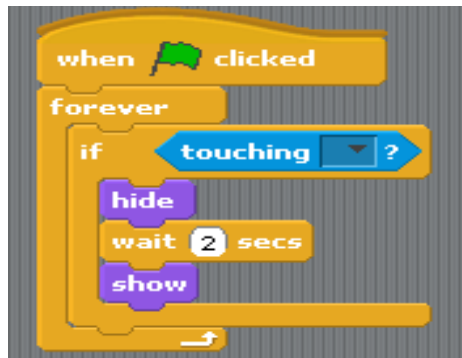 when clicked
forever
if touching ?
hide
wait 2 secs
show